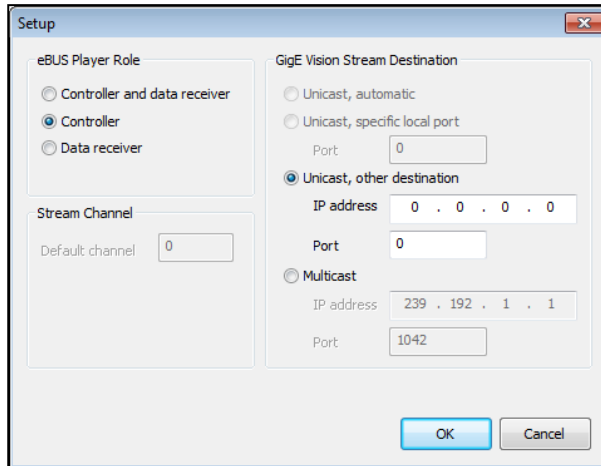 Setup
eBUS Player Role
Controller and data receiver
Controller
Data receiver
Stream Channel
Default channel 0
GigE Vision Stream Destination
Unicast, automatic
Unicast, specific local port
Port 0
Unicast, other destination
IP address 0 . 0 . 0 . 0
Port 0
Multicast
IP address 239 . 192 . 1 . 1
Port 1042
OK Cancel